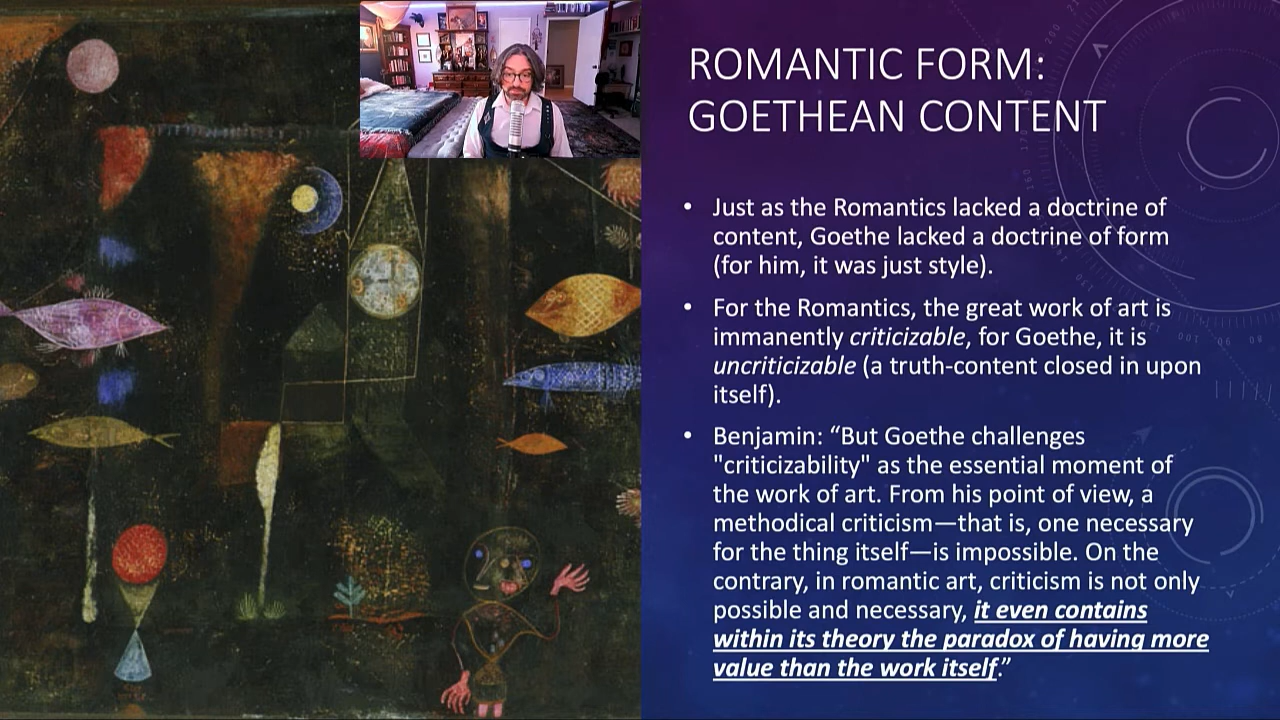 ROMANTIC FORM:
GOETHEAN CONTENT
• Just as the Romantics lacked a doctrine of
content, Goethe lacked a doctrine of form
(for him, it was just style).
• For the Romantics, the great work of art is
immanently criticizable, for Goethe, it is
uncriticizable (a truth-content closed in upon
itself).
• Benjamin: “But Goethe challenges
"criticizability" as the essential moment of
the work of art. From his point of view, a
methodical criticism—that is, one necessary
for the thing itself—is impossible. On the
contrary, in romantic art, criticism is not only
possible and necessary, it even contains
within its theory the paradox of having more
value than the work itself.”